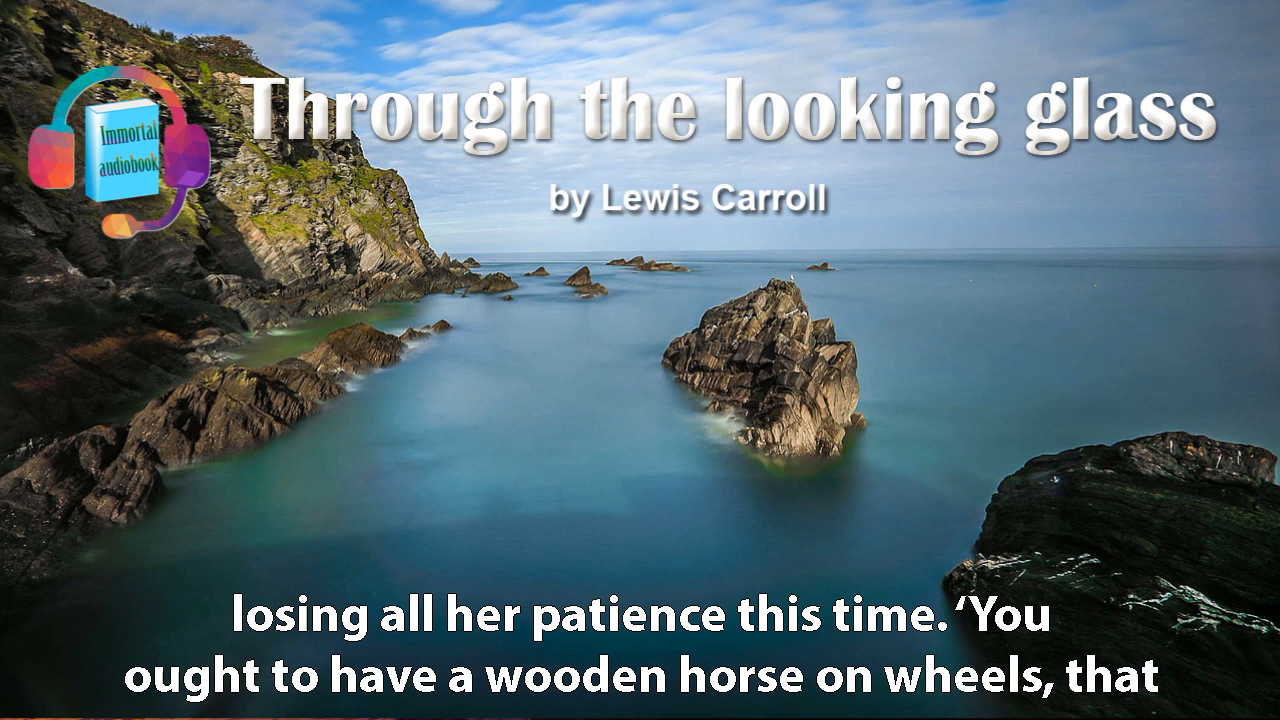 Through the looking glass
Immortal
audiobook
by Lewis Carroll
losing all her patience this time. ‘You
ought to have a wooden horse on wheels, that